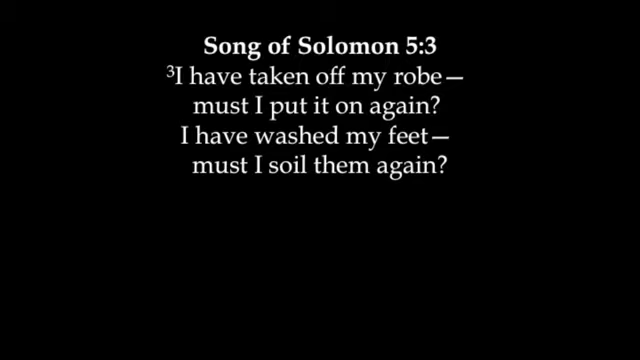 Song of Solomon 5:3
³I have taken off my robe—
must I put it on again?
I have washed my feet—
must I soil them again?